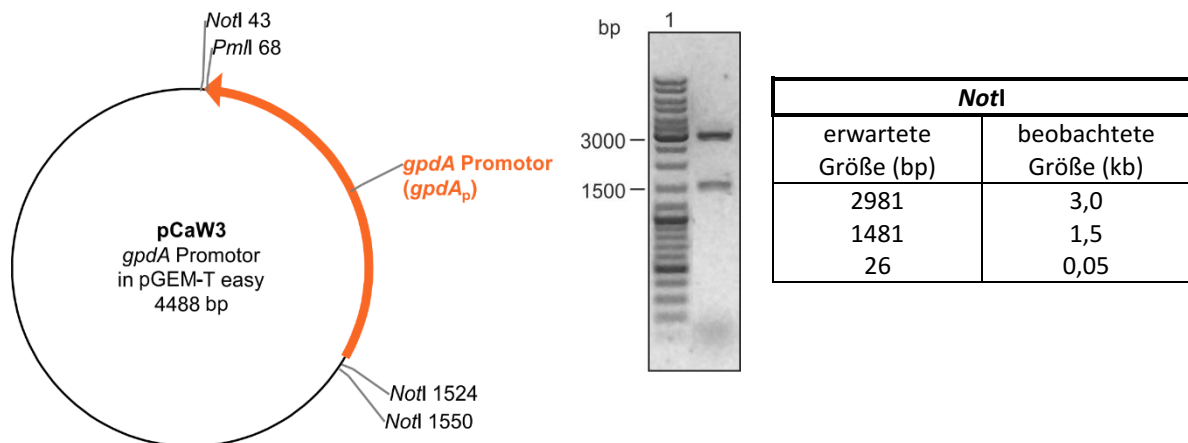 NotI 43
PmlI 68
gpdA Promotor
(gpdAp)
pCaW3
gpdA Promotor
in pGEM-T easy
4488 bp
NotI 1524
NotI 1550
bp
1
3000
1500
NotI
erwartete
Größe (bp)
beobachtete
Größe (kb)
2981 3,0
1481 1,5
26 0,05